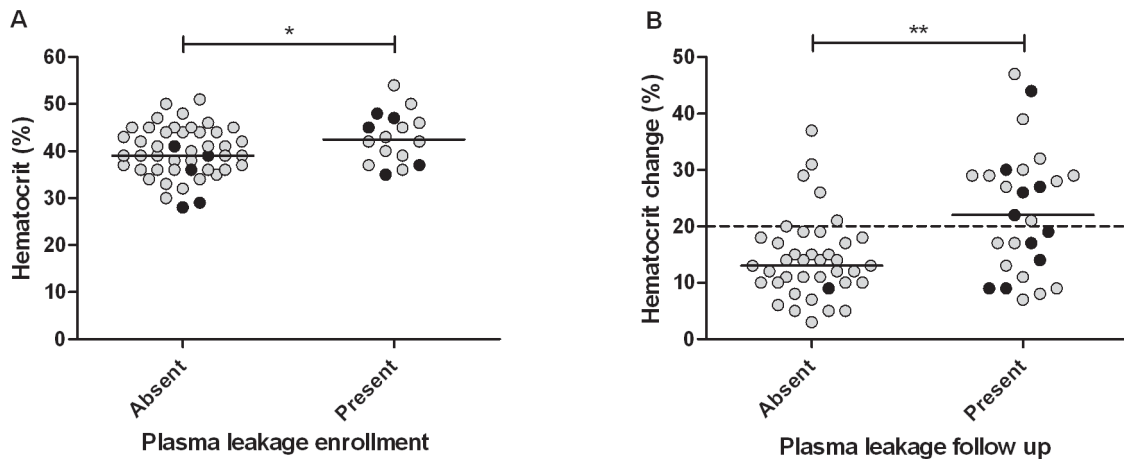 A
*
60
50
40
30
20
10
0
Hematocrit (%)
Absent
Present
Plasma leakage enrollment
B
**
50
40
30
20
10
0
Hematocrit change (%)
Absent
Present
Plasma leakage follow up